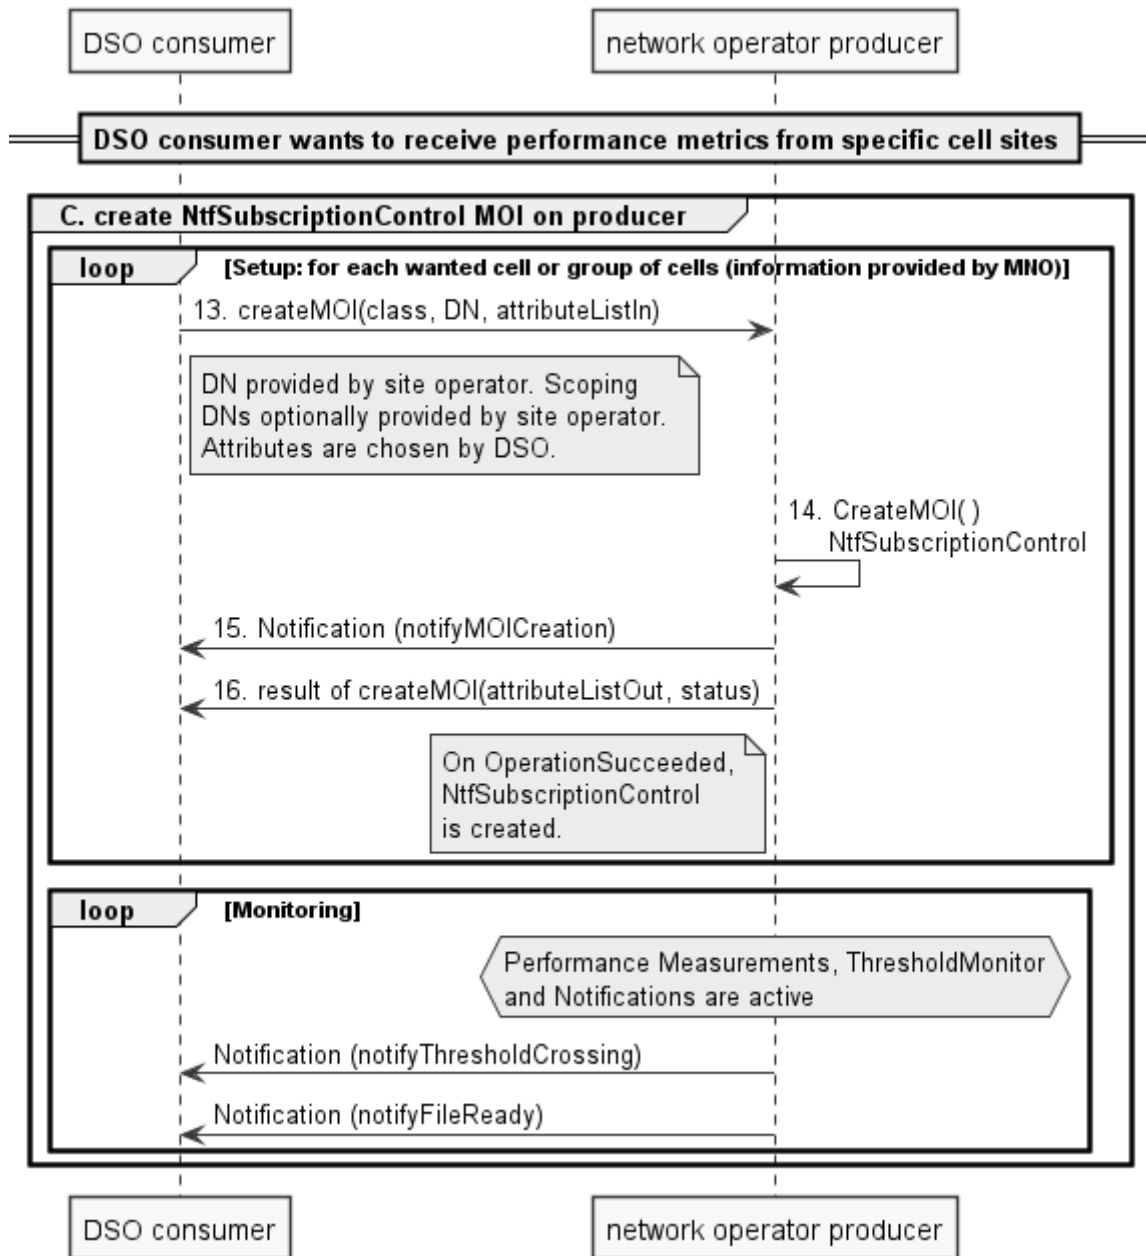 DSO consumer
network operator producer
DSO consumer wants to receive performance metrics from specific cell sites
C. create NtfSubscriptionControl MOI on producer
loop
[Setup: for each wanted cell or group of cells (information provided by MNO)]
13. createMOI(class, DN, attributeListIn)
DN provided by site operator. Scoping
DNs optionally provided by site operator.
Attributes are chosen by DSO.
14. CreateMOI( )
NtfSubscriptionControl
15. Notification (notifyMOICreation)
16. result of createMOI(attributeListOut, status)
On OperationSucceeded,
NtfSubscriptionControl
is created.
loop
[Monitoring]
Performance Measurements, ThresholdMonitor
and Notifications are active
Notification (notifyThresholdCrossing)
Notification (notifyFileReady)
DSO consumer
network operator producer